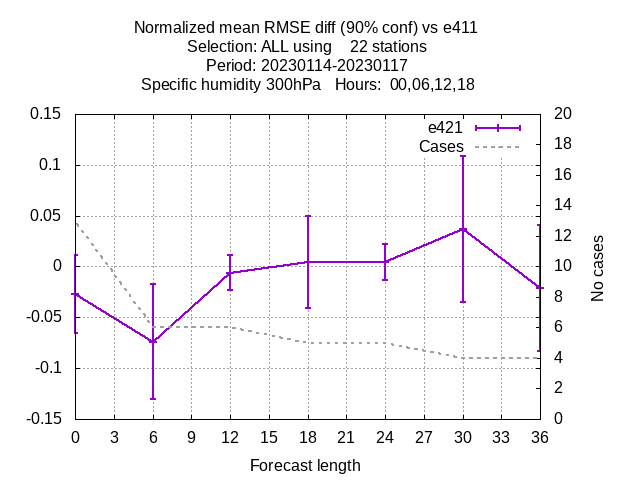 Normalized mean RMSE diff (90% conf) vs e411
Selection: ALL using    22 stations
Period: 20230114-20230117
Specific humidity 300hPa   Hours:  00,06,12,18
0.15
0.1
0.05
0
-0.05
-0.1
-0.15
20
18
16
14
12
10
8
6
4
2
0
e421
Cases
No cases
0 3 6 9 12 15 18 21 24 27 30 33 36
Forecast length